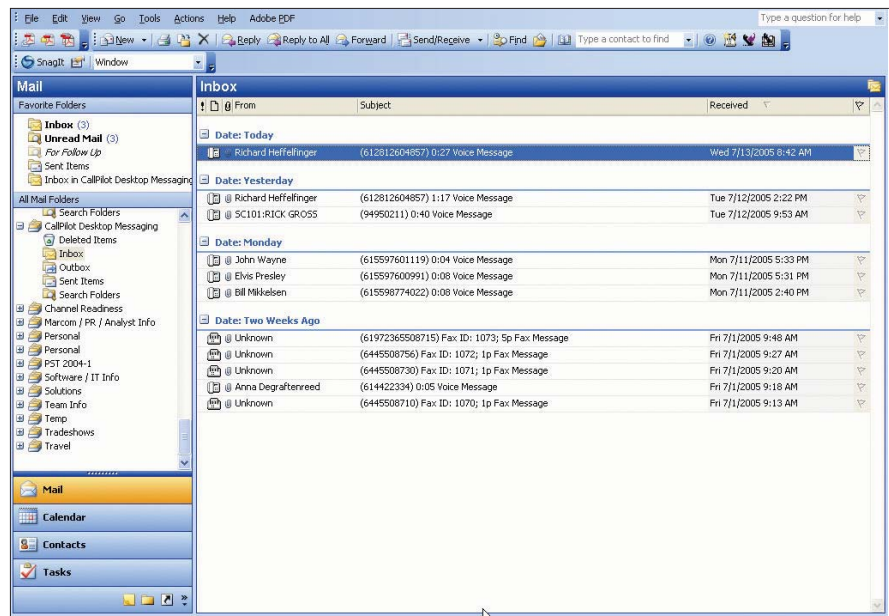 File Edit View Go Tools Actions Help Adobe PDF Type a question for help
New Reply Reply to All Forward Send/Receive Find Type a contact to find
SnagIt Window
Mail
Favorite Folders
Inbox (3)
Unread Mail (3)
For Follow Up
Sent Items
Inbox in CallPilot Desktop Messaging
All Mail Folders
Search Folders
CallPilot Desktop Messaging
Deleted Items
Inbox
Outbox
Sent Items
Search Folders
Channel Readiness
Marcom / PR / Analyst Info
Personal
Personal
PST 2004-1
Software / IT Info
Solutions
Team Info
Temp
Tradeshows
Travel
Mail
Calendar
Contacts
Tasks
Inbox
From Subject Received
Date: Today
Richard Heffelfinger (612812604857) 0:27 Voice Message Wed 7/13/2005 8:42 AM
Date: Yesterday
Richard Heffelfinger (612812604857) 1:17 Voice Message Tue 7/12/2005 2:22 PM
SC101:RICK GROSS (94950211) 0:40 Voice Message Tue 7/12/2005 9:53 AM
Date: Monday
John Wayne (615597601119) 0:04 Voice Message Mon 7/11/2005 5:33 PM
Elvis Presley (615597600991) 0:08 Voice Message Mon 7/11/2005 5:31 PM
Bill Mikkelsen (615598774022) 0:08 Voice Message Mon 7/11/2005 2:40 PM
Date: Two Weeks Ago
Unknown (61972365508715) Fax ID: 1073; 5p Fax Message Fri 7/1/2005 9:48 AM
Unknown (6445508756) Fax ID: 1072; 1p Fax Message Fri 7/1/2005 9:27 AM
Unknown (6445508730) Fax ID: 1071; 1p Fax Message Fri 7/1/2005 9:20 AM
Anna Degraftenreed (614422334) 0:05 Voice Message Fri 7/1/2005 9:18 AM
Unknown (6445508710) Fax ID: 1070; 1p Fax Message Fri 7/1/2005 9:13 AM